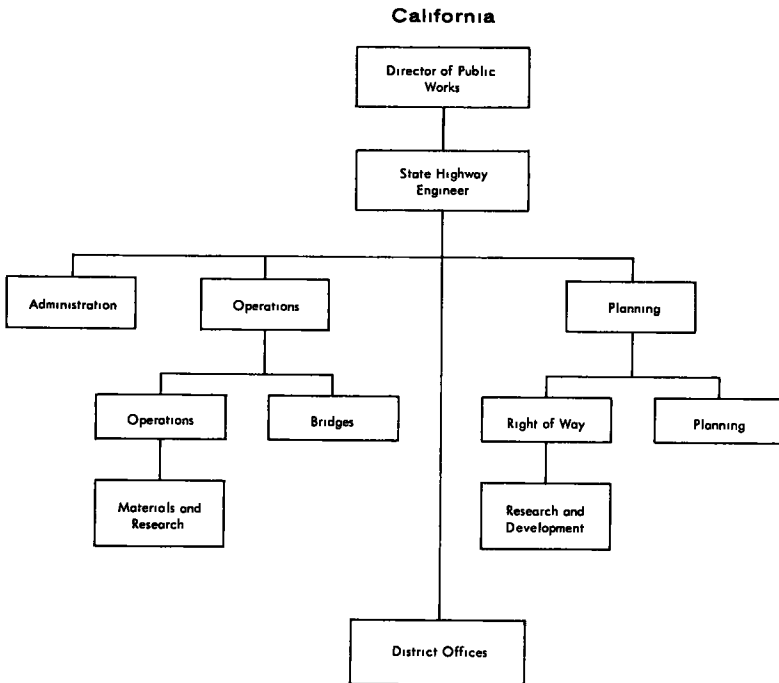 California
Director of Public
Works
State Highway
Engineer
Administration
Operations
Planning
Operations
Bridges
Right of Way
Planning
Materials and
Research
Research and
Development
District Offices